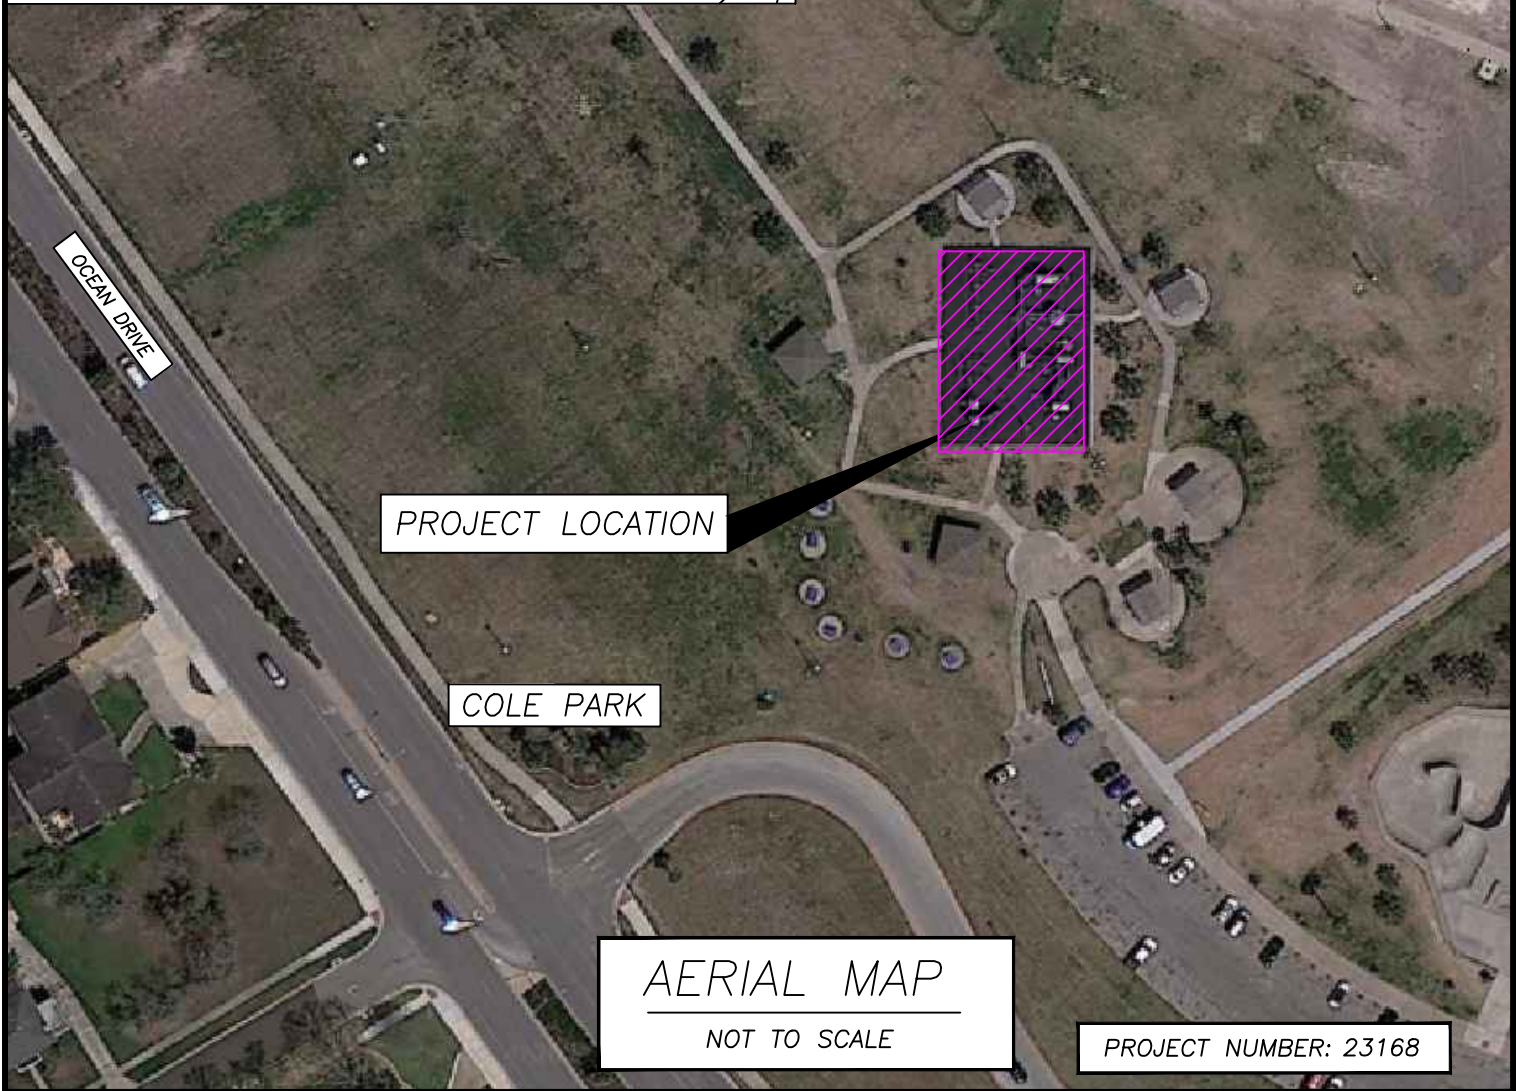 OCEAN DRIVE
PROJECT LOCATION
COLE PARK
AERIAL MAP
NOT TO SCALE
PROJECT NUMBER: 23168